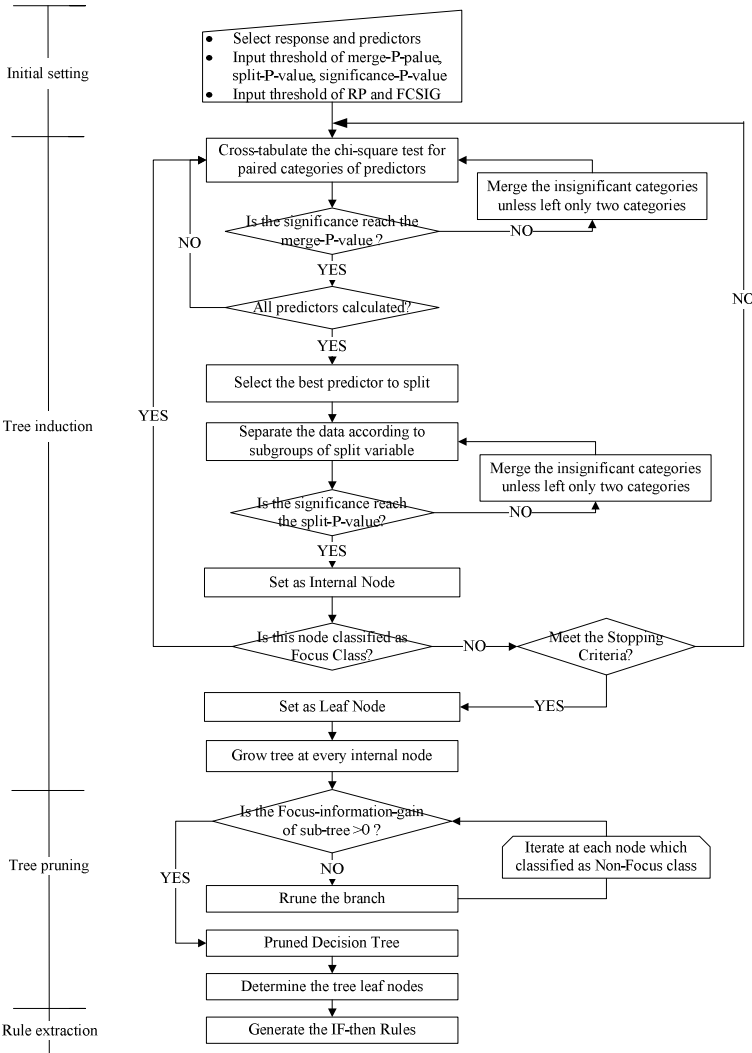 Initial setting
• Select response and predictors
• Input threshold of merge-P-palue,
split-P-value, significance-P-value
• Input threshold of RP and FCSIG
Tree induction
Cross-tabulate the chi-square test for
paired categories of predictors
Merge the insignificant categories
unless left only two categories
Is the significance reach the
merge-P-value ?
NO
NO
YES
All predictors calculated?
NO
YES
Select the best predictor to split
YES
Separate the data according to
subgroups of split variable
Merge the insignificant categories
unless left only two categories
Is the significance reach
the split-P-value?
NO
YES
Set as Internal Node
Is this node classified as
Focus Class?
NO
Meet the Stopping
Criteria?
Set as Leaf Node
YES
Grow tree at every internal node
Tree pruning
Is the Focus-information-gain
of sub-tree >0 ?
Iterate at each node which
classified as Non-Focus class
NO
YES
Rrune the branch
Pruned Decision Tree
Determine the tree leaf nodes
Rule extraction
Generate the IF-then Rules